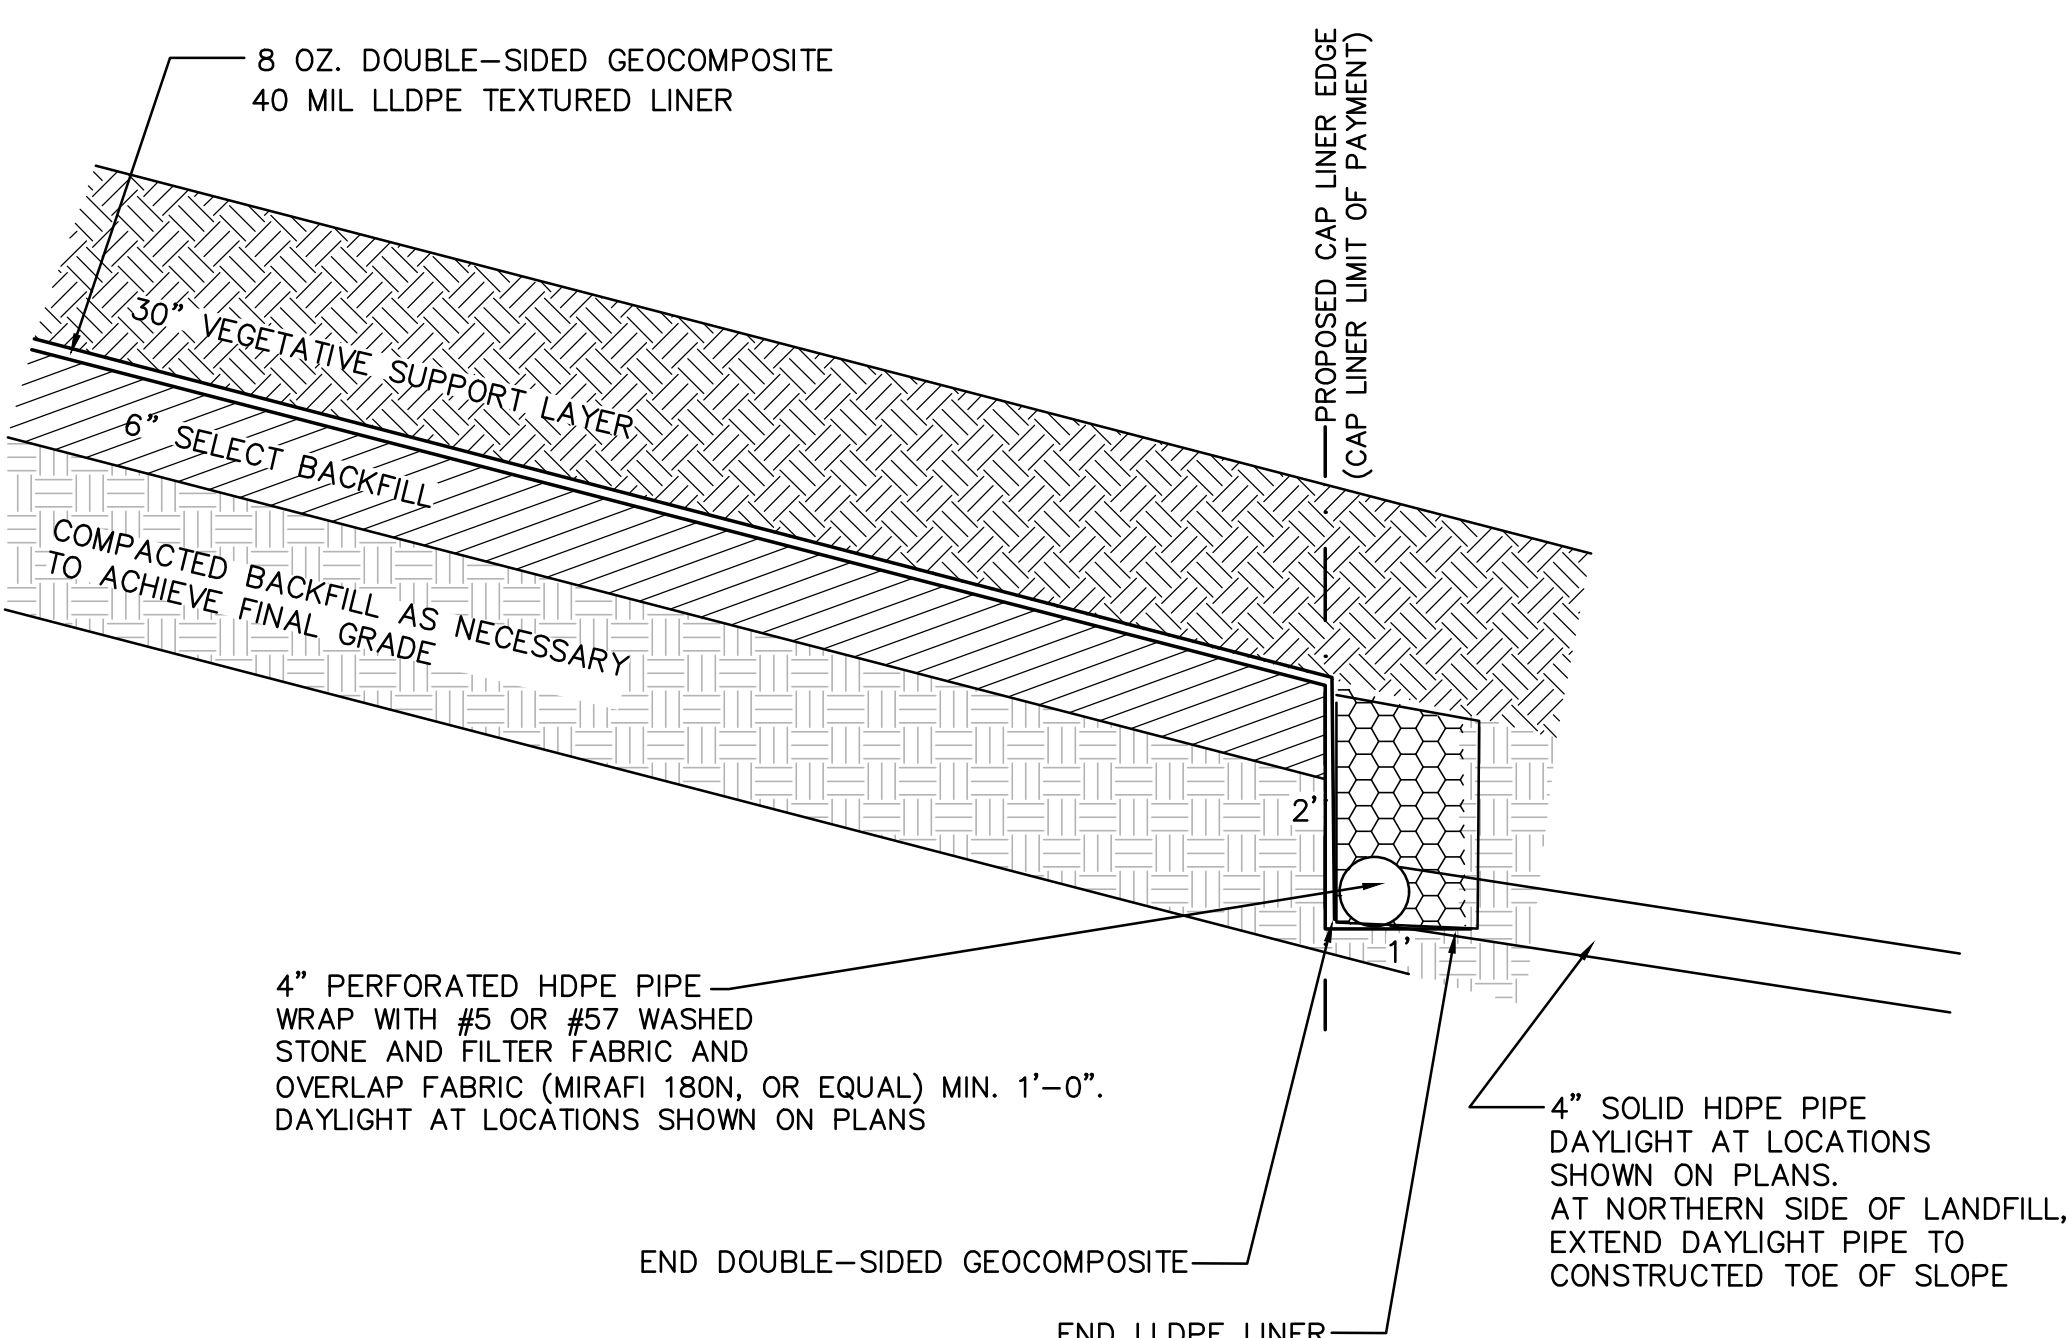 8 OZ. DOUBLE-SIDED GEOCOMPOSITE
40 MIL LLDPE TEXTURED LINER
PROPOSED CAP LINER EDGE
(CAP LINER LIMIT OF PAYMENT)
30" VEGETATIVE SUPPORT LAYER
6" SELECT BACKFILL
COMPACTED BACKFILL AS NECESSARY
TO ACHIEVE FINAL GRADE
2'
1'
4" PERFORATED HDPE PIPE
WRAP WITH #5 OR #57 WASHED
STONE AND FILTER FABRIC AND
OVERLAP FABRIC (MIRAFI 180N, OR EQUAL) MIN. 1'-0".
DAYLIGHT AT LOCATIONS SHOWN ON PLANS
4" SOLID HDPE PIPE
DAYLIGHT AT LOCATIONS
SHOWN ON PLANS.
AT NORTHERN SIDE OF LANDFILL,
EXTEND DAYLIGHT PIPE TO
CONSTRUCTED TOE OF SLOPE
END DOUBLE-SIDED GEOCOMPOSITE
END LLDPE LINER